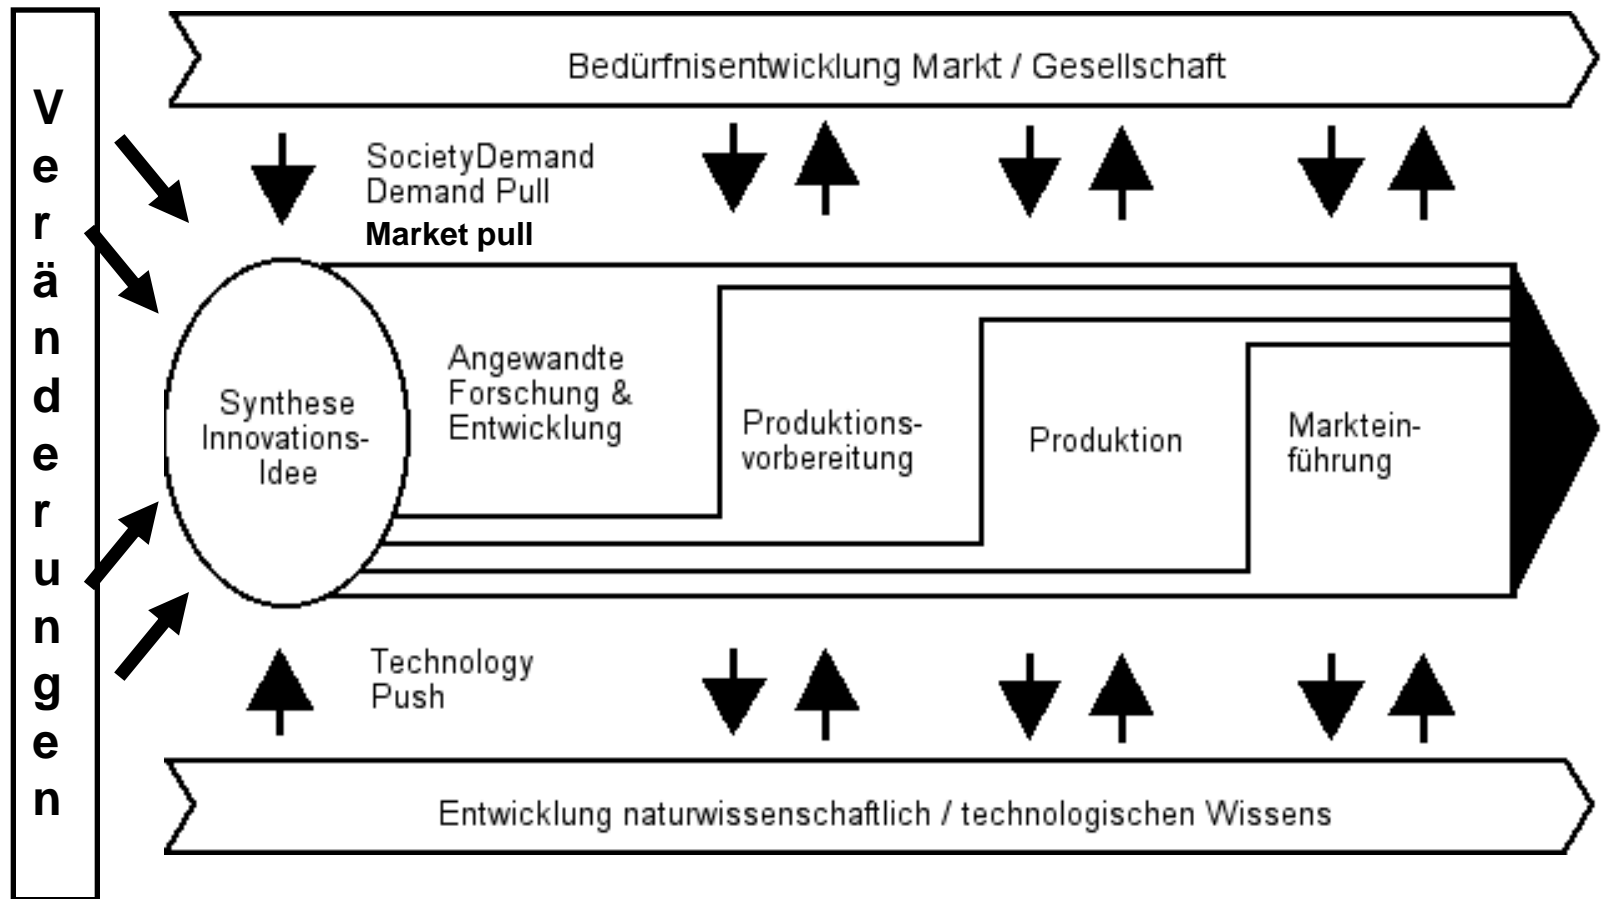 Veränderungen
Bedürfnisentwicklung Markt / Gesellschaft
SocietyDemand
Demand Pull
Market pull
Synthese
Innovations-
Idee
Angewandte
Forschung &
Entwicklung
Produktions-
vorbereitung
Produktion
Marktein-
führung
Technology
Push
Entwicklung naturwissenschaftlich / technologischen Wissens